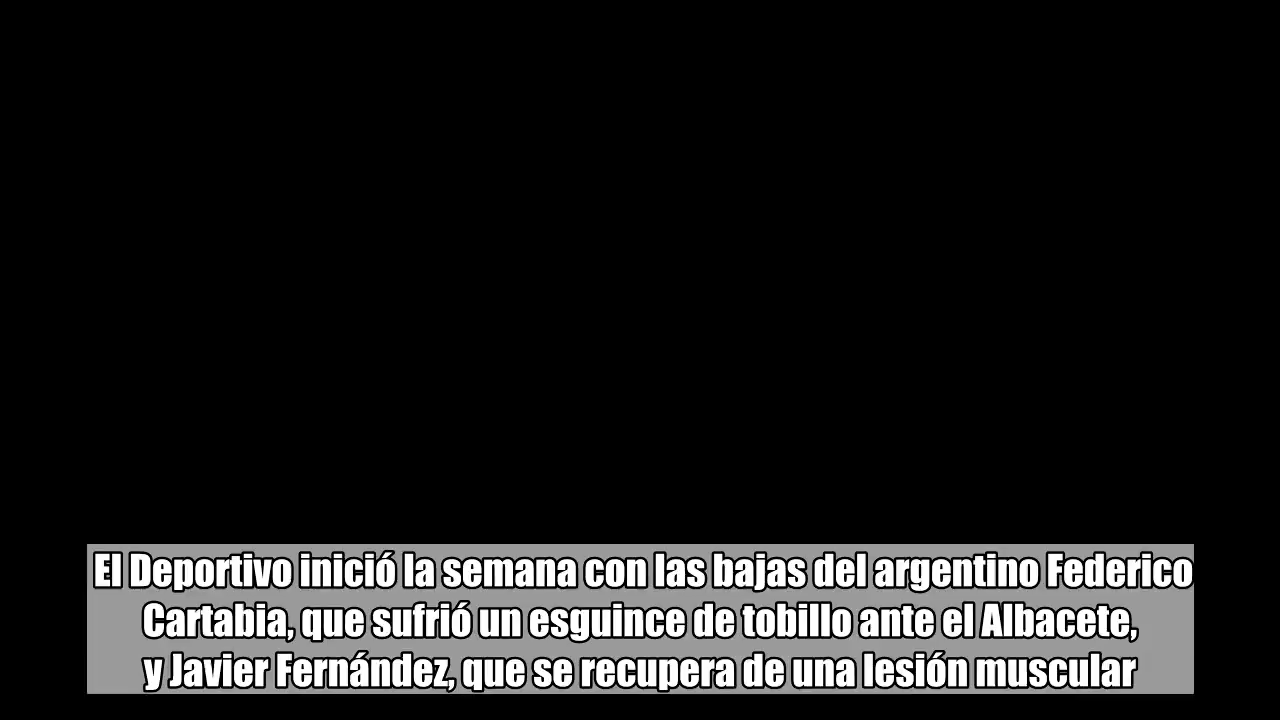 El Deportivo inició la semana con las bajas del argentino Federico
Cartabia, que sufrió un esguince de tobillo ante el Albacete,
y Javier Fernández, que se recupera de una lesión muscular